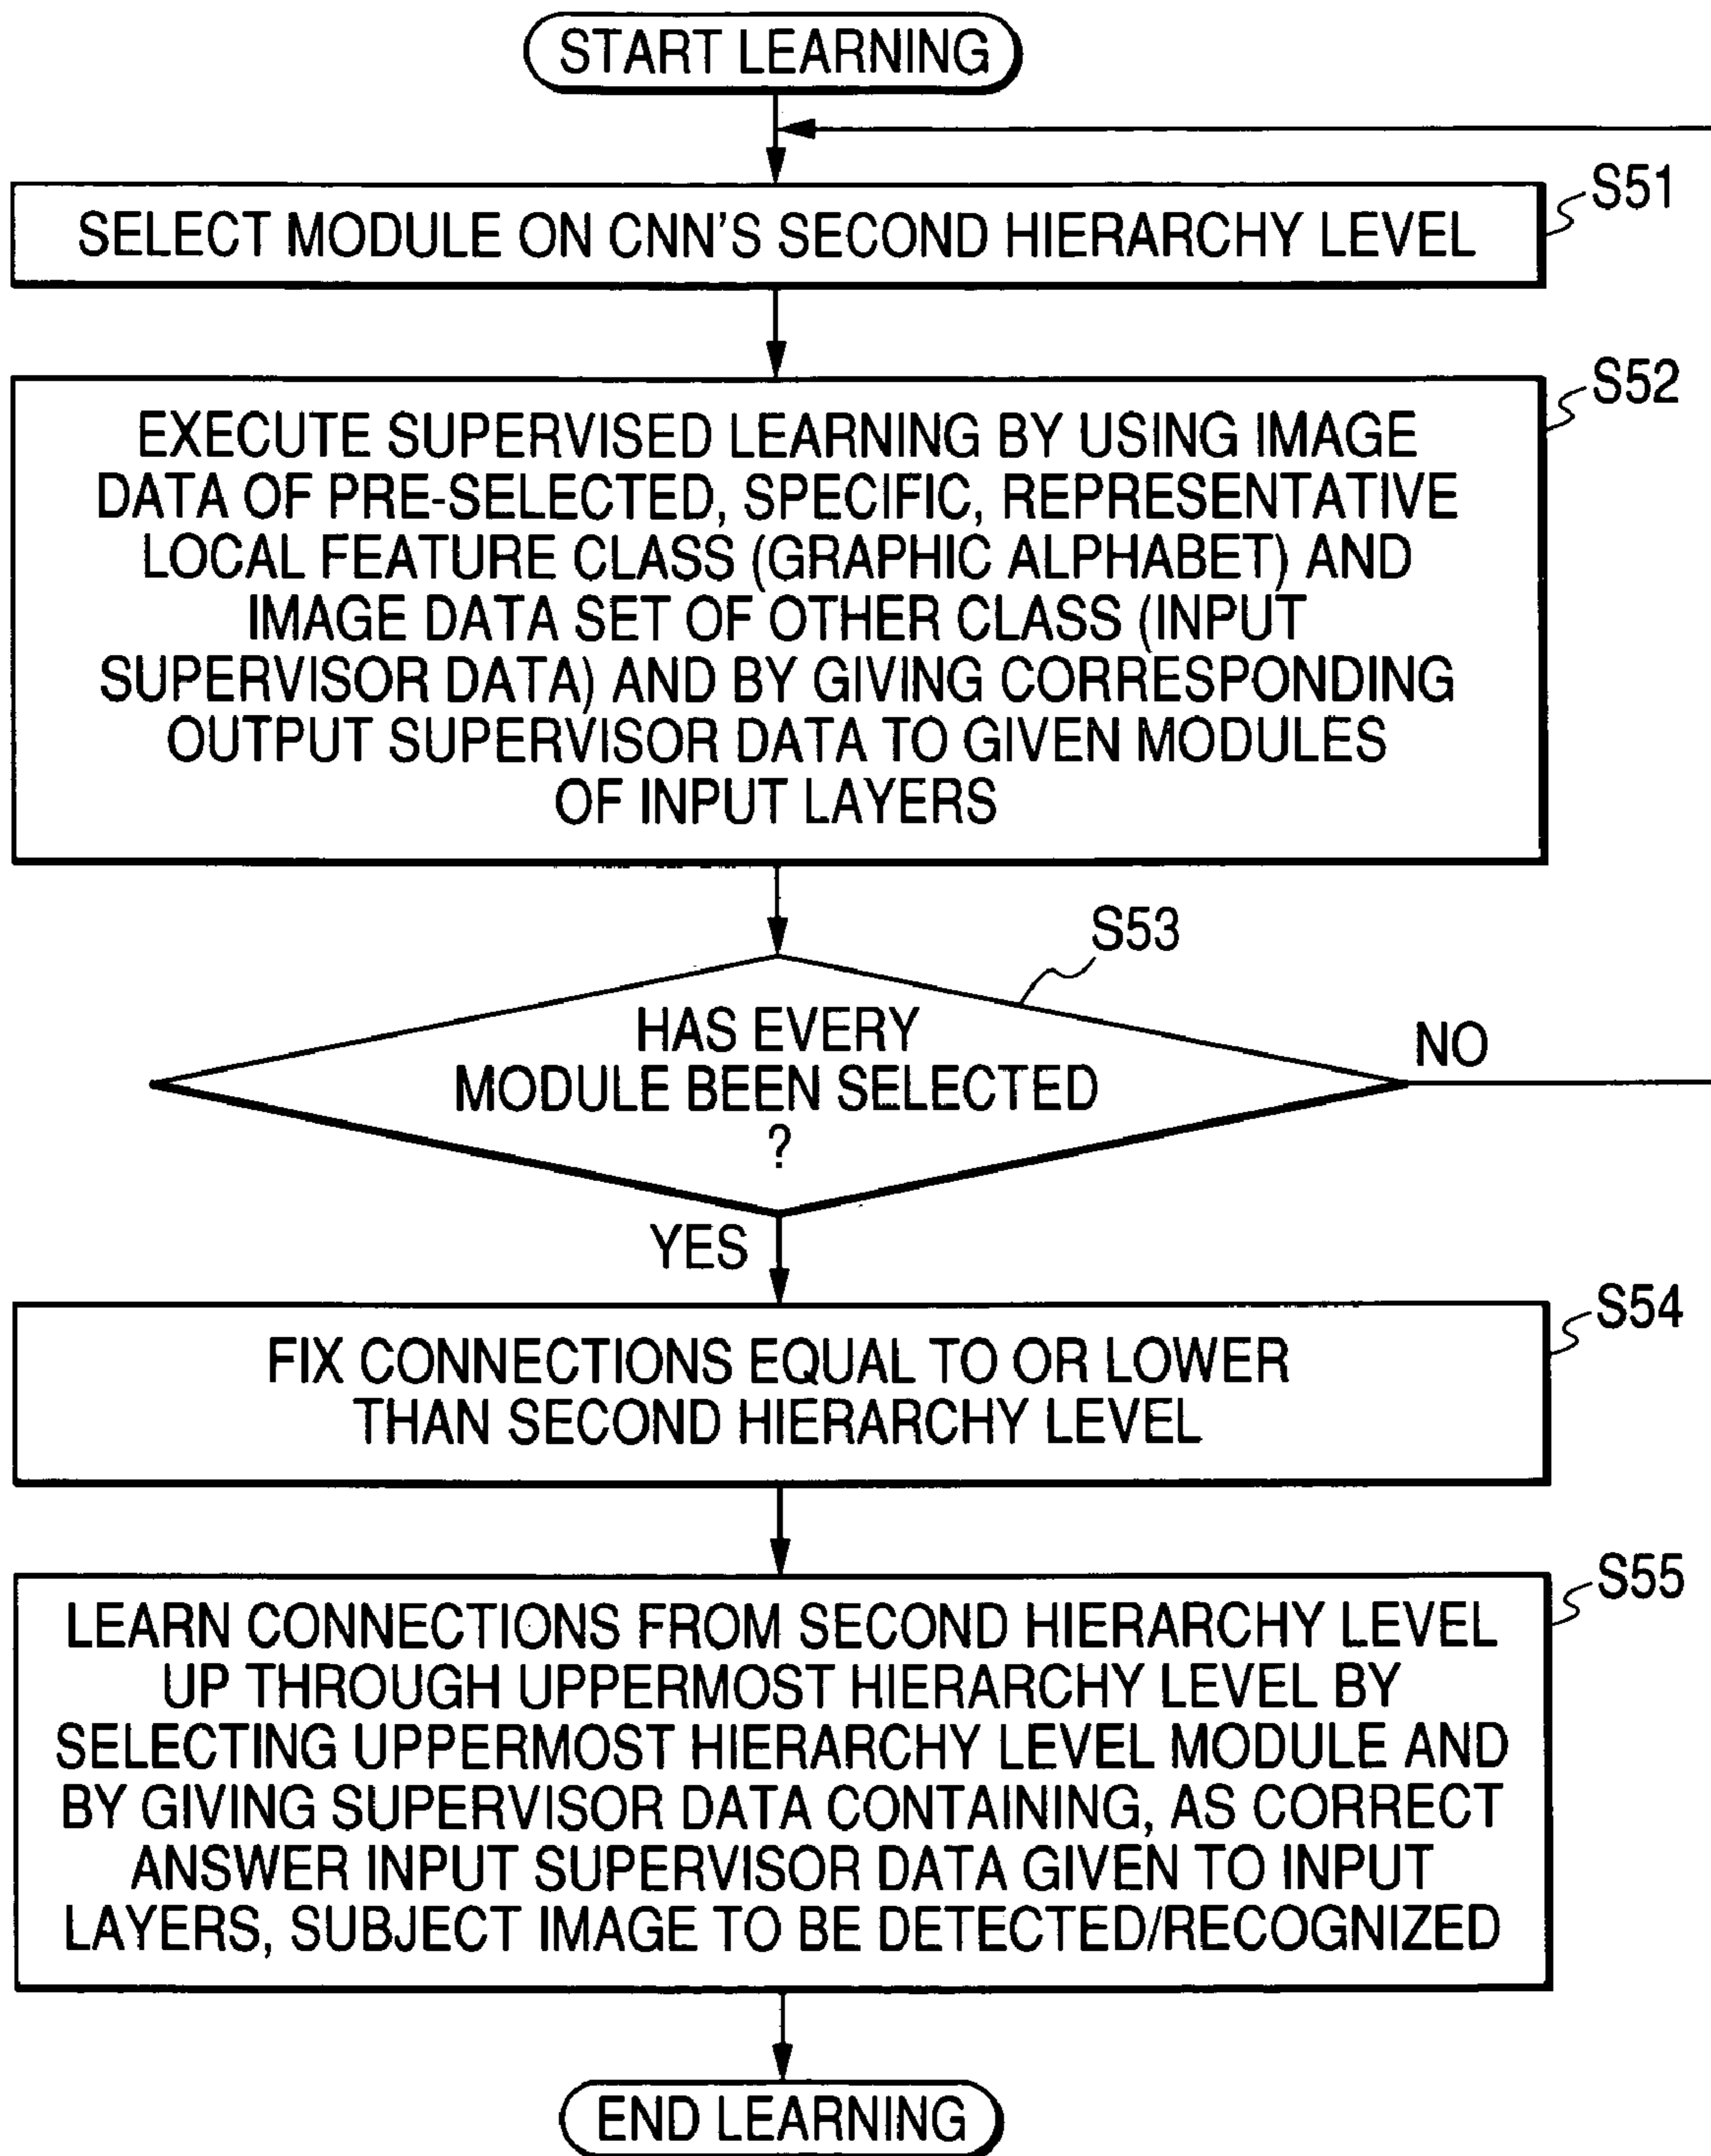 START LEARNING
S51
SELECT MODULE ON CNN'S SECOND HIERARCHY LEVEL
S52
EXECUTE SUPERVISED LEARNING BY USING IMAGE
DATA OF PRE-SELECTED, SPECIFIC, REPRESENTATIVE
LOCAL FEATURE CLASS (GRAPHIC ALPHABET) AND
IMAGE DATA SET OF OTHER CLASS (INPUT
SUPERVISOR DATA) AND BY GIVING CORRESPONDING
OUTPUT SUPERVISOR DATA TO GIVEN MODULES
OF INPUT LAYERS
S53
HAS EVERY
MODULE BEEN SELECTED
?
NO
YES
S54
FIX CONNECTIONS EQUAL TO OR LOWER
THAN SECOND HIERARCHY LEVEL
S55
LEARN CONNECTIONS FROM SECOND HIERARCHY LEVEL
UP THROUGH UPPERMOST HIERARCHY LEVEL BY
SELECTING UPPERMOST HIERARCHY LEVEL MODULE AND
BY GIVING SUPERVISOR DATA CONTAINING, AS CORRECT
ANSWER INPUT SUPERVISOR DATA GIVEN TO INPUT
LAYERS, SUBJECT IMAGE TO BE DETECTED/RECOGNIZED
END LEARNING